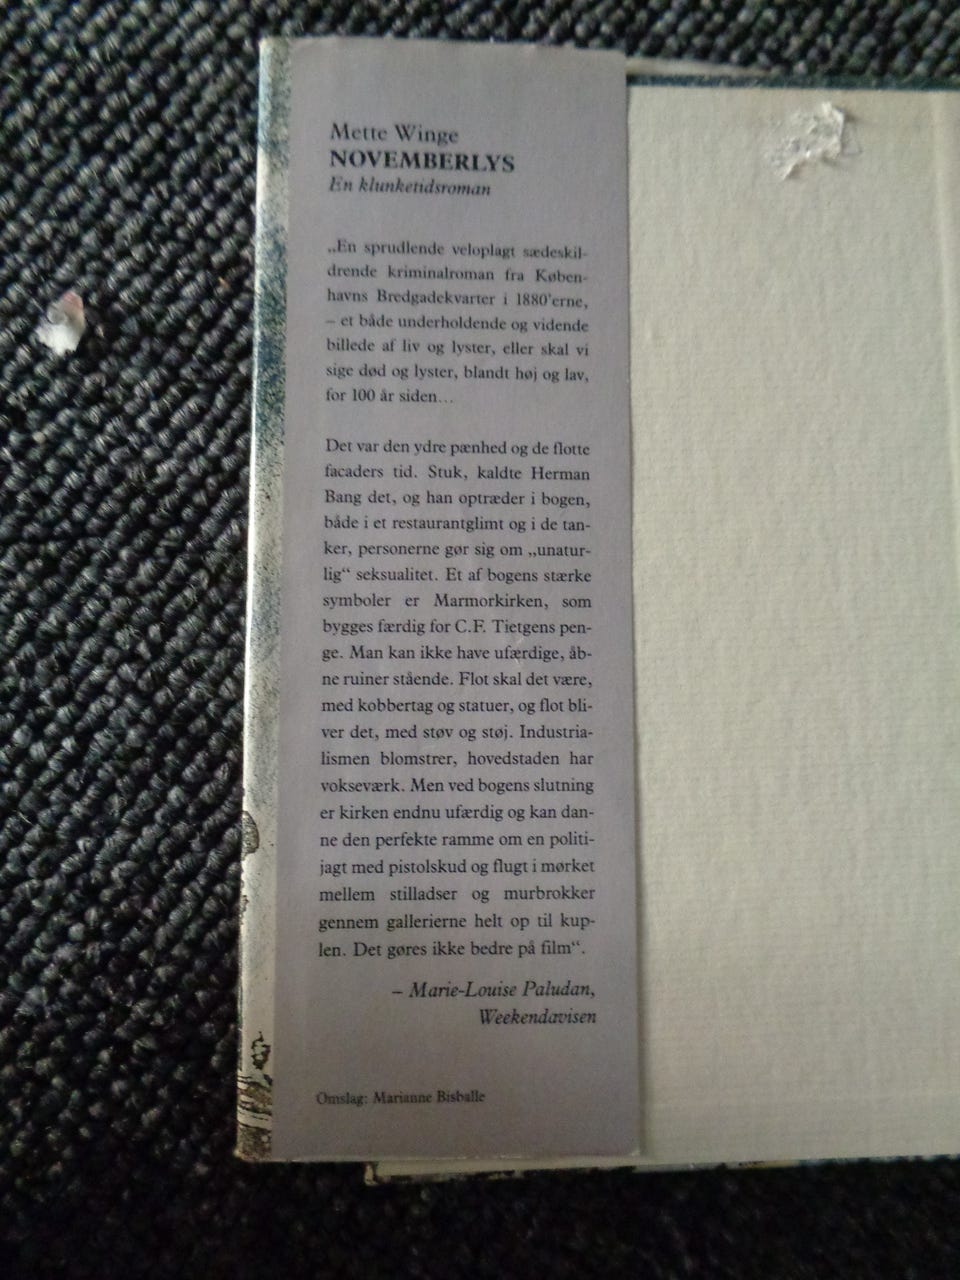 Mette Winge
NOVEMBERLYS
En klunketidsroman
„En sprudlende veloplagt sædeskil-
drende kriminalroman fra Køben-
havns Bredgadekvarter i 1880'erne,
– et både underholdende og vidende
billede af liv og lyster, eller skal vi
sige død og lyster, blandt høj og lav,
for 100 år siden...
Det var den ydre pænhed og de flotte
facaders tid. Stuk, kaldte Herman
Bang det, og han optræder i bogen,
både i et restaurantglimt og i de tan-
ker, personerne gør sig om „unatur-
lig“ seksualitet. Et af bogens stærke
symboler er Marmorkirken, som
bygges færdig for C.F. Tietgens pen-
ge. Man kan ikke have ufærdige, åb-
ne ruiner stående. Flot skal det være,
med kobbertag og statuer, og flot bli-
ver det, med støv og støj. Industria-
lismen blomstrer, hovedstaden har
vokseværk. Men ved bogens slutning
er kirken endnu ufærdig og kan dan-
ne den perfekte ramme om en politi-
jagt med pistolskud og flugt i mørket
mellem stilladser og murbrokker
gennem gallerierne helt op til kup-
len. Det gøres ikke bedre på film“.
– Marie-Louise Paludan,
Weekendavisen
Omslag: Marianne Bisballe